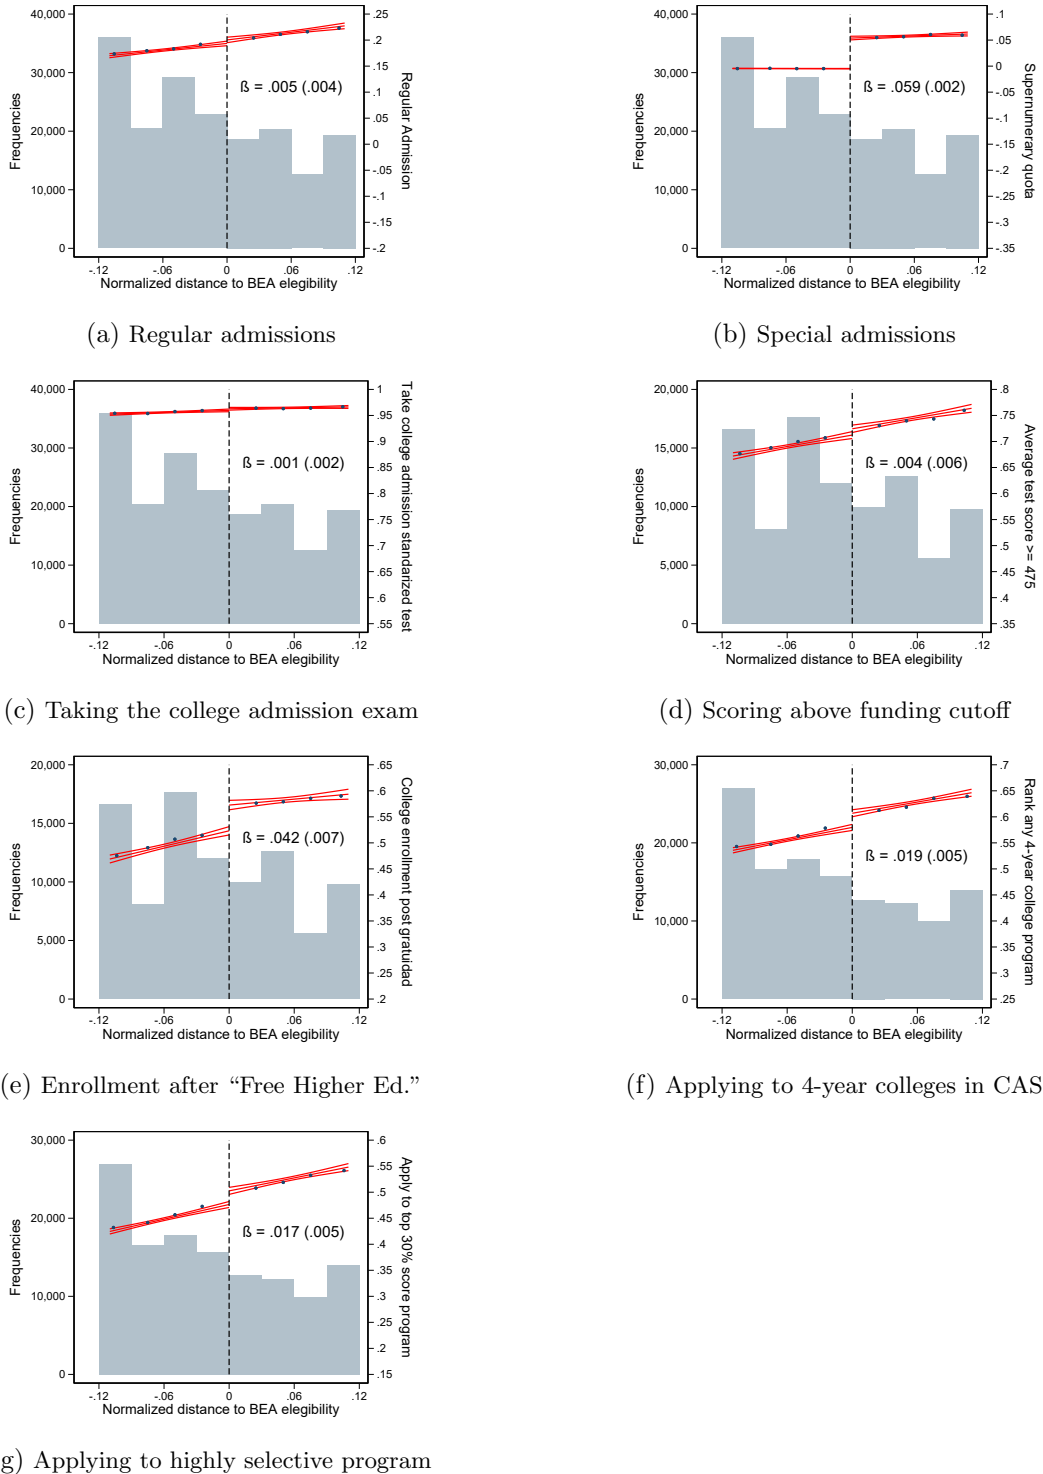 40,000
30,000
20,000
10,000
0
Frequencies
.25
.2
.15
.1
.05
0
-.05
-.1
-.15
-.2
Regular Admission
ß = .005 (.004)
-.12 -.06 0 .06 .12
Normalized distance to BEA elegibility
(a) Regular admissions
40,000
30,000
20,000
10,000
0
Frequencies
.1
.05
0
-.05
-.1
-.15
-.2
-.25
-.3
-.35
Supernumerary quota
ß = .059 (.002)
-.12 -.06 0 .06 .12
Normalized distance to BEA elegibility
(b) Special admissions
40,000
30,000
20,000
10,000
0
Frequencies
1
.95
.9
.85
.8
.75
.7
.65
.6
.55
Take college admission standarized test
ß = .001 (.002)
-.12 -.06 0 .06 .12
Normalized distance to BEA elegibility
(c) Taking the college admission exam
20,000
15,000
10,000
5,000
0
Frequencies
.8
.75
.7
.65
.6
.55
.5
.45
.4
.35
Average test score >= 475
ß = .004 (.006)
-.12 -.06 0 .06 .12
Normalized distance to BEA elegibility
(d) Scoring above funding cutoff
20,000
15,000
10,000
5,000
0
Frequencies
.65
.6
.55
.5
.45
.4
.35
.3
.25
.2
College enrollment post gratuidad
ß = .042 (.007)
-.12 -.06 0 .06 .12
Normalized distance to BEA elegibility
(e) Enrollment after “Free Higher Ed.”
30,000
20,000
10,000
0
Frequencies
.7
.65
.6
.55
.5
.45
.4
.35
.3
.25
Rank any 4-year college program
ß = .019 (.005)
-.12 -.06 0 .06 .12
Normalized distance to BEA elegibility
(f) Applying to 4-year colleges in CAS
30,000
20,000
10,000
0
Frequencies
.6
.55
.5
.45
.4
.35
.3
.25
.2
.15
Apply to top 30% score program
ß = .017 (.005)
-.12 -.06 0 .06 .12
Normalized distance to BEA elegibility
g) Applying to highly selective program